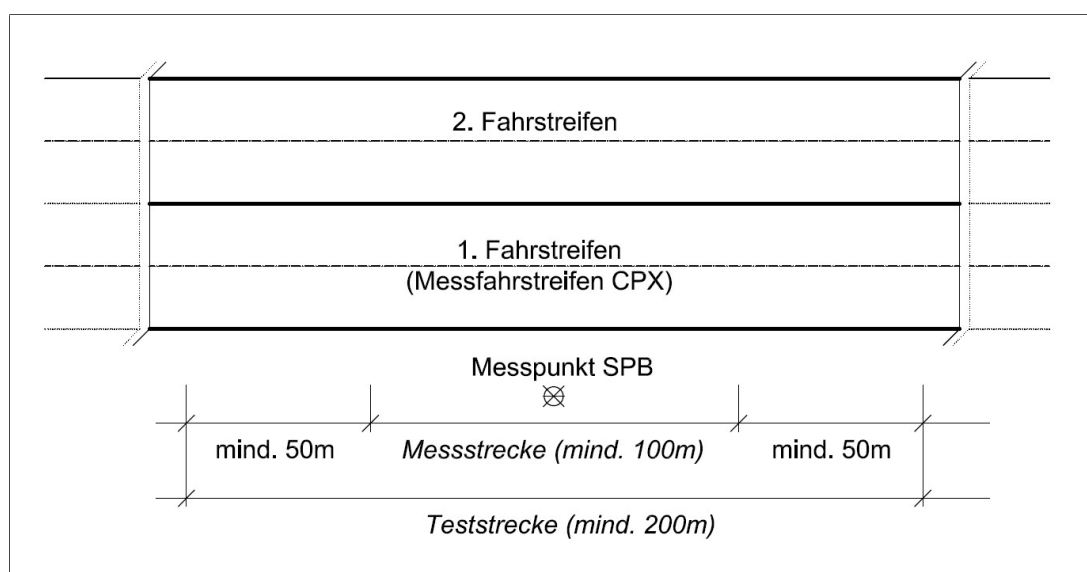 2. Fahrstreifen
1. Fahrstreifen
(Messfahrstreifen CPX)
Messpunkt SPB
mind. 50m
Messstrecke (mind. 100m)
mind. 50m
Teststrecke (mind. 200m)